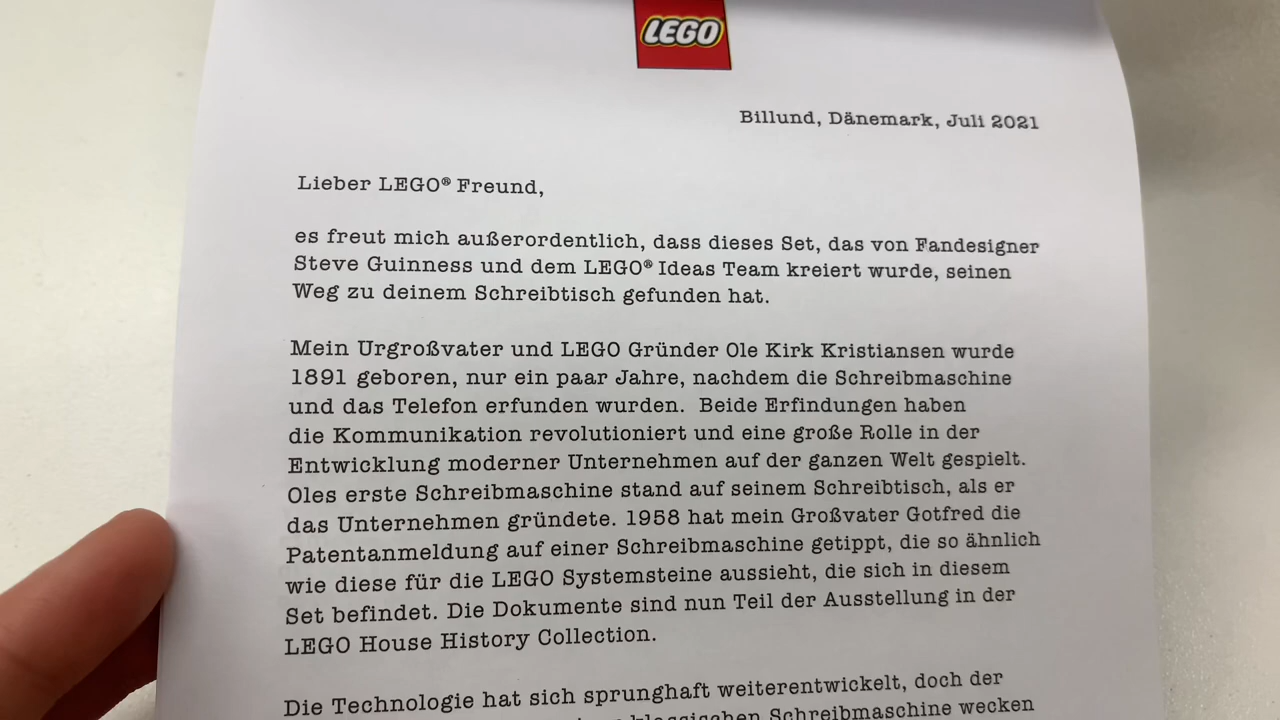 LEGO
Billund, Dänemark, Juli 2021
Lieber LEGO® Freund,
es freut mich außerordentlich, dass dieses Set, das von Fandesigner
Steve Guinness und dem LEGO® Ideas Team kreiert wurde, seinen
Weg zu deinem Schreibtisch gefunden hat.
Mein Urgroßvater und LEGO Gründer Ole Kirk Kristiansen wurde
1891 geboren, nur ein paar Jahre, nachdem die Schreibmaschine
und das Telefon erfunden wurden. Beide Erfindungen haben
die Kommunikation revolutioniert und eine große Rolle in der
Entwicklung moderner Unternehmen auf der ganzen Welt gespielt.
Oles erste Schreibmaschine stand auf seinem Schreibtisch, als er
das Unternehmen gründete. 1958 hat mein Großvater Gotfred die
Patentanmeldung auf einer Schreibmaschine getippt, die so ähnlich
wie diese für die LEGO Systemsteine aussieht, die sich in diesem
Set befindet. Die Dokumente sind nun Teil der Ausstellung in der
LEGO House History Collection.
Die Technologie hat sich sprunghaft weiterentwickelt, doch der
klassischen Schreibmaschine wecken